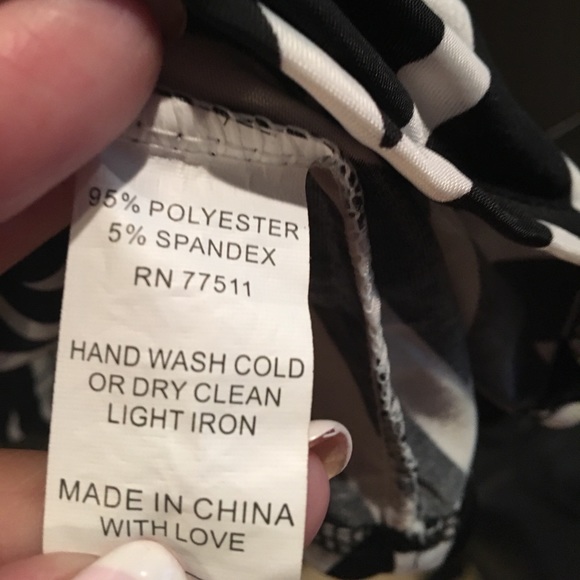 95% POLYESTER
5% SPANDEX
RN 77511
HAND WASH COLD
OR DRY CLEAN
LIGHT IRON
MADE IN CHINA
WITH LOVE